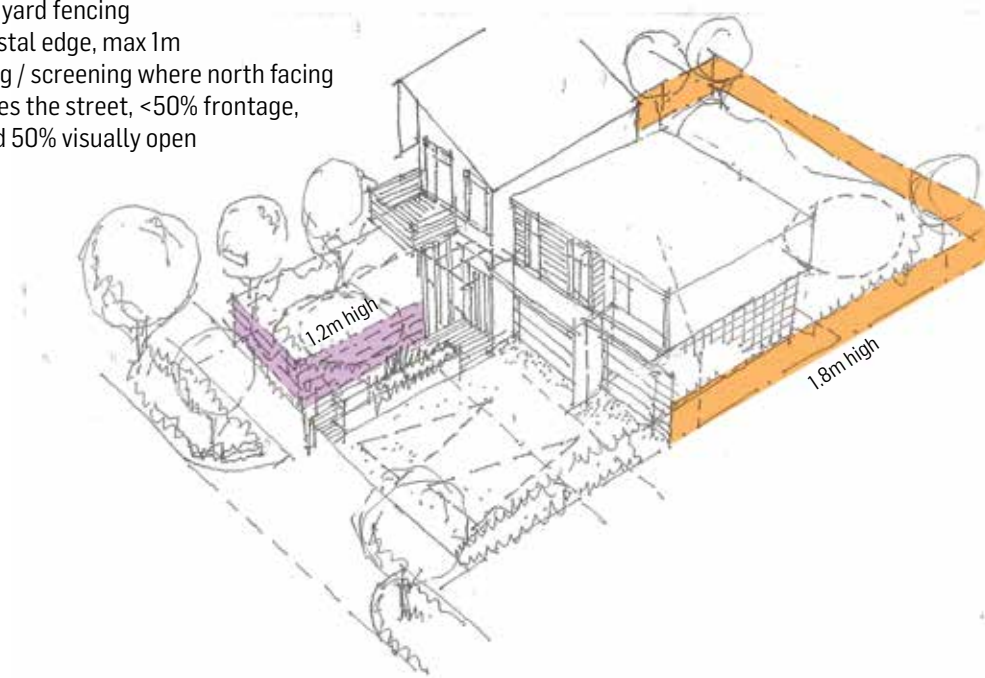 yard fencing
stal edge, max 1m
g / screening where north facing
es the street, <50% frontage,
d 50% visually open
1.2m high
1.8m high